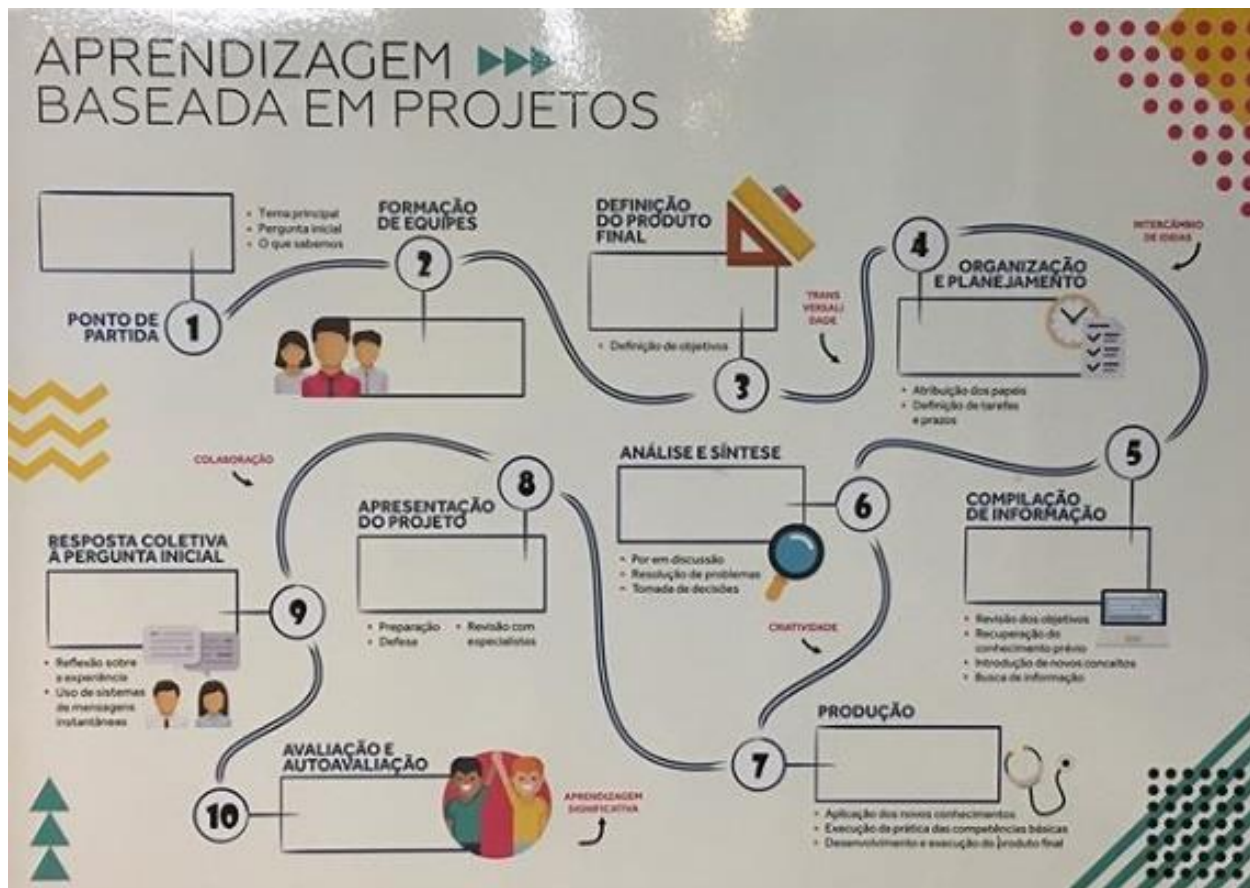 APRENDIZAGEM
BASEADA EM PROJETOS
1
PONTO DE
PARTIDA
• Tema principal
• Pergunta inicial
• O que sabemos
FORMAÇÃO
DE EQUIPES
2
DEFINIÇÃO
DO PRODUTO
FINAL
• Definição de objetivos
3
TRANS
VERSALI
DADE
4
ORGANIZAÇÃO
E PLANEJAMENTO
• Atribuição dos papéis
• Definição de tarefas
e prazos
INTERCÂMBIO
DE IDEIAS
5
COMPILAÇÃO
DE INFORMAÇÃO
• Revisão dos objetivos
• Recuperação do
conhecimento prévio
• Introdução de novos conceitos
• Busca de informação
ANÁLISE E SÍNTESE
6
• Por em discussão
• Resolução de problemas
• Tomada de decisões
CRIATIVIDADE
7
PRODUÇÃO
• Aplicação dos novos conhecimentos
• Execução da prática das competências básicas
• Desenvolvimento e execução do produto final
8
APRESENTAÇÃO
DO PROJETO
• Preparação
• Defesa
• Revisão com
especialistas
COLABORAÇÃO
9
RESPOSTA COLETIVA
À PERGUNTA INICIAL
• Reflexão sobre
a experiência
• Uso de sistemas
de mensagens
instantâneas
10
AVALIAÇÃO E
AUTOAVALIAÇÃO
APRENDIZAGEM
SIGNIFICATIVA